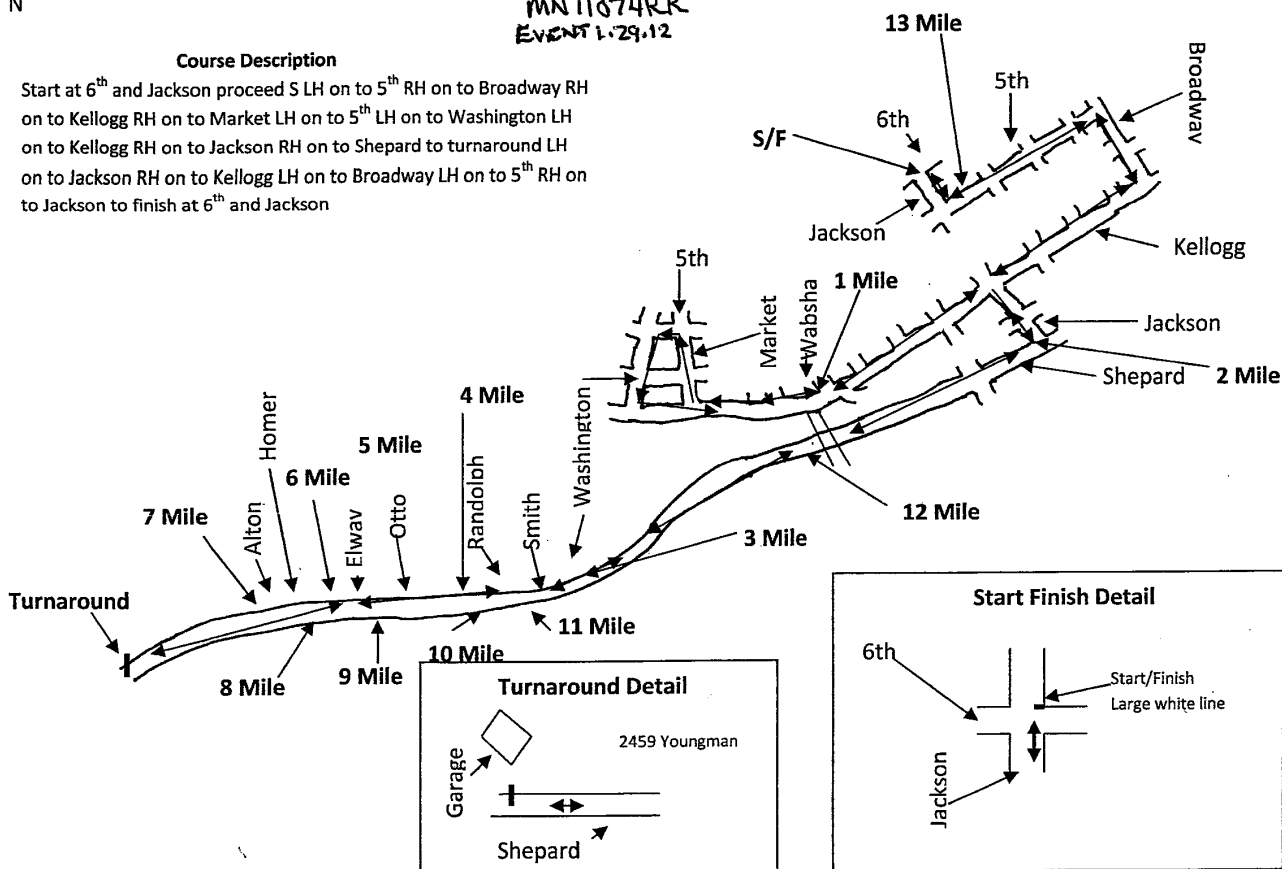 N
MN11074RR
EVENT 1.29.12
Course Description
Start at 6th and Jackson proceed S LH on to 5th RH on to Broadway RH
on to Kellogg RH on to Market LH on to 5th LH on to Washington LH
on to Kellogg RH on to Jackson RH on to Shepard to turnaround LH
on to Jackson RH on to Kellogg LH on to Broadway LH on to 5th RH on
to Jackson to finish at 6th and Jackson
13 Mile
5th
6th
Broadway
S/F
Jackson
Kellogg
5th
Market
Wabsha
1 Mile
Jackson
Shepard
2 Mile
Washington
4 Mile
5 Mile
Homer
6 Mile
7 Mile
Alton
Elway
Otto
Randolph
Smith
12 Mile
3 Mile
Turnaround
11 Mile
10 Mile
9 Mile
8 Mile
Turnaround Detail
2459 Youngman
Garage
Shepard
Start Finish Detail
6th
Start/Finish
Large white line
Jackson